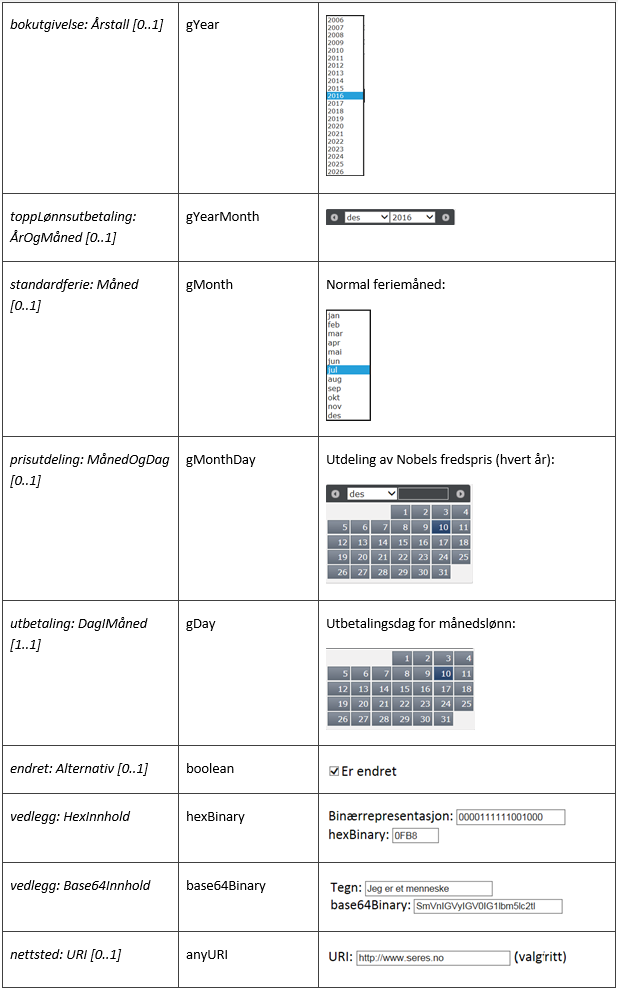 bokutgivelse: Årstall [0..1]
gYear
2006
2007
2008
2009
2010
2011
2012
2013
2014
2015
2016
2017
2018
2019
2020
2021
2022
2023
2024
2025
2026
toppLønnsutbetaling:
ÅrOgMåned [0..1]
gYearMonth
des 2016
standardferie: Måned
[0..1]
gMonth
Normal feriemåned:
jan
feb
mar
apr
mai
jun
jul
aug
sep
okt
nov
des
prisutdeling: MånedOgDag
[0..1]
gMonthDay
Utdeling av Nobels fredspris (hvert år):
des
1 2 3 4
5 6 7 8 9 10 11
12 13 14 15 16 17 18
19 20 21 22 23 24 25
26 27 28 29 30 31
utbetaling: DagIMåned
[1..1]
gDay
Utbetalingsdag for månedslønn:
1 2 3 4
5 6 7 8 9 10 11
12 13 14 15 16 17 18
19 20 21 22 23 24 25
26 27 28 29 30 31
endret: Alternativ [0..1]
boolean
Er endret
vedlegg: HexInnhold
hexBinary
Binærrepresentasjon: 0000111111001000
hexBinary: 0FB8
vedlegg: Base64Innhold
base64Binary
Tegn: Jeg er et menneske
base64Binary: SmVnIGVyIGV0IG1lbm5lc2tl
nettsted: URI [0..1]
anyURI
URI: http://www.seres.no (valgfritt)